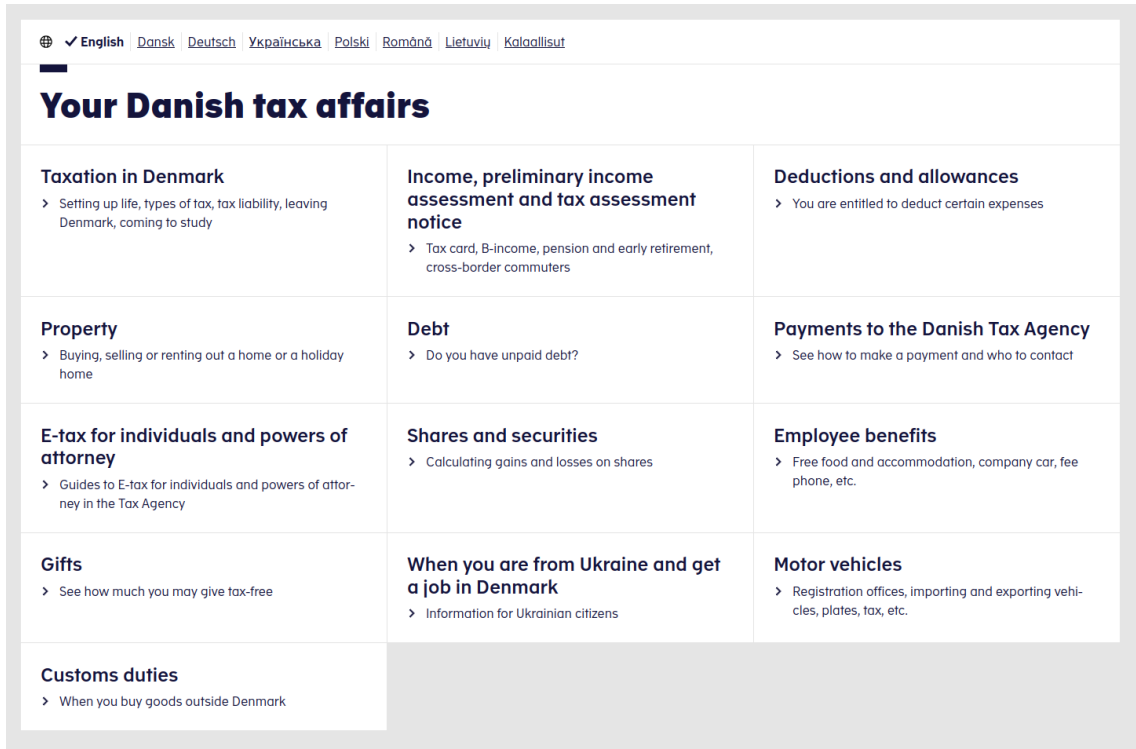 English Dansk Deutsch Українська Polski Română Lietuvių Kalaallisut
Your Danish tax affairs
Taxation in Denmark
Setting up life, types of tax, tax liability, leaving
Denmark, coming to study
Income, preliminary income
assessment and tax assessment
notice
Tax card, B-income, pension and early retirement,
cross-border commuters
Deductions and allowances
You are entitled to deduct certain expenses
Property
Buying, selling or renting out a home or a holiday
home
Debt
Do you have unpaid debt?
Payments to the Danish Tax Agency
See how to make a payment and who to contact
E-tax for individuals and powers of
attorney
Guides to E-tax for individuals and powers of attor-
ney in the Tax Agency
Shares and securities
Calculating gains and losses on shares
Employee benefits
Free food and accommodation, company car, fee
phone, etc.
Gifts
See how much you may give tax-free
When you are from Ukraine and get
a job in Denmark
Information for Ukrainian citizens
Motor vehicles
Registration offices, importing and exporting vehi-
cles, plates, tax, etc.
Customs duties
When you buy goods outside Denmark